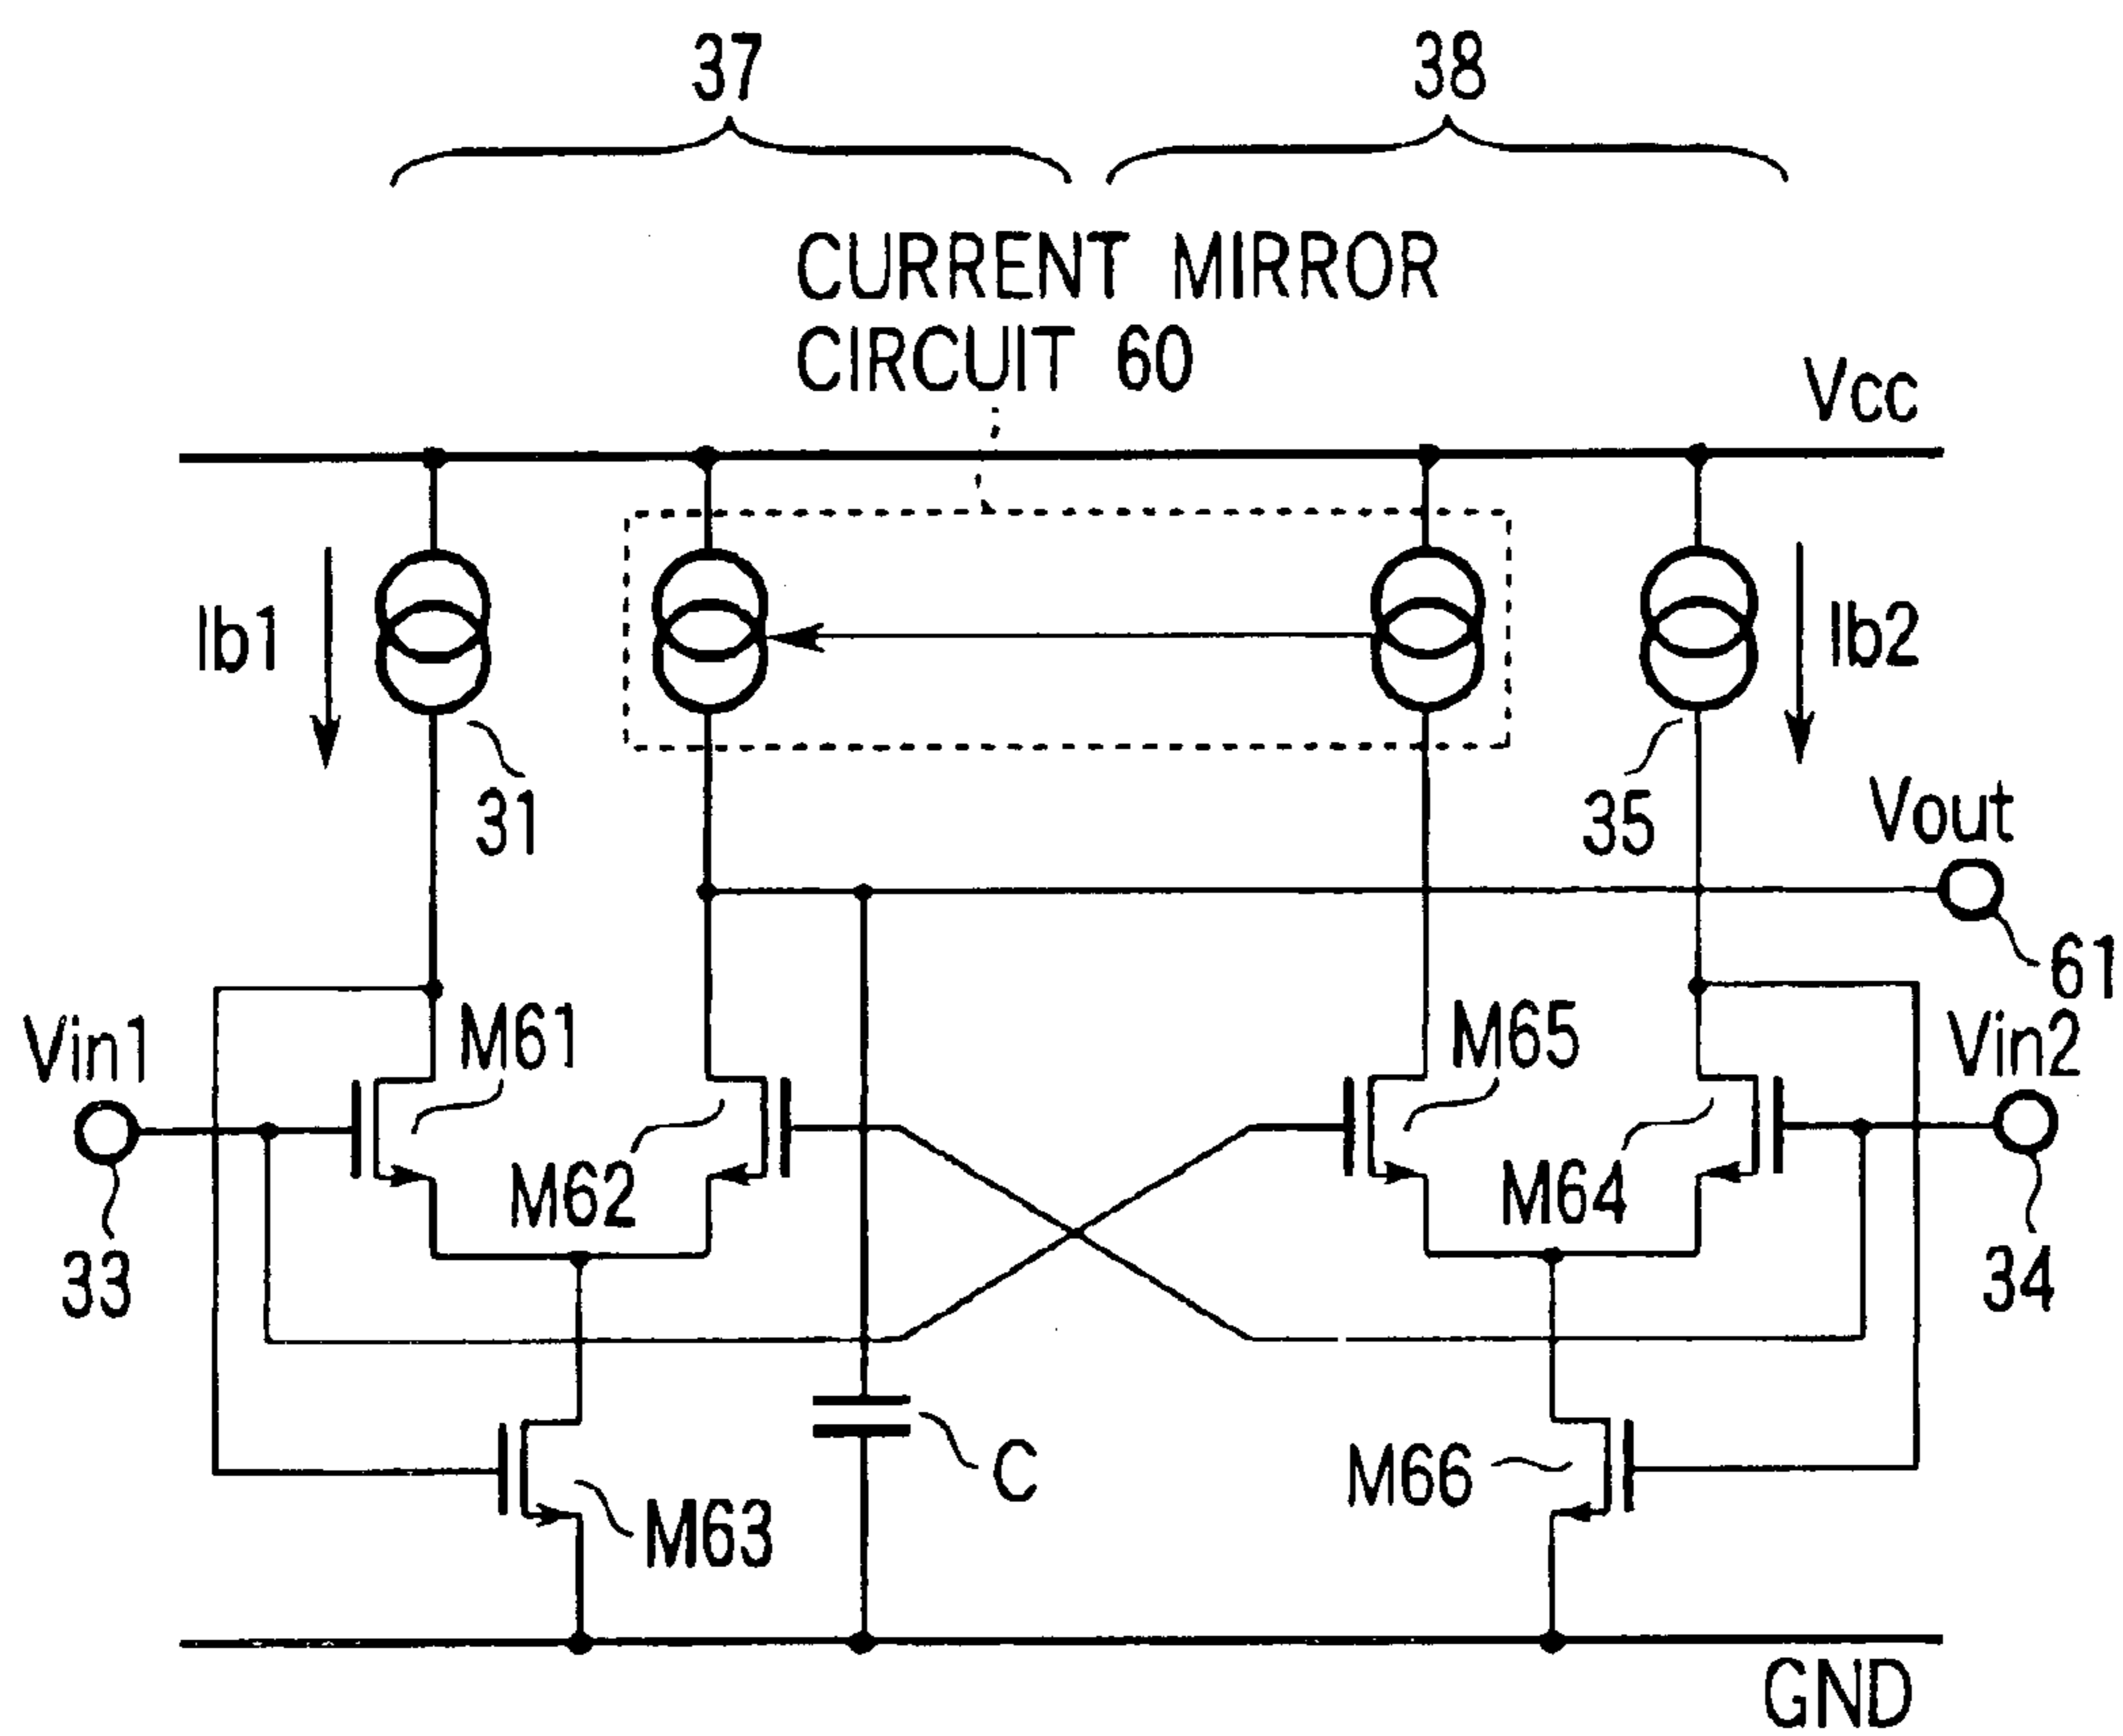 37
38
CURRENT MIRROR
CIRCUIT 60
Vcc
Ib1
Ib2
31
35
Vout
61
Vin1
M61
M65
Vin2
M62
M64
33
34
C
M66
M63
GND